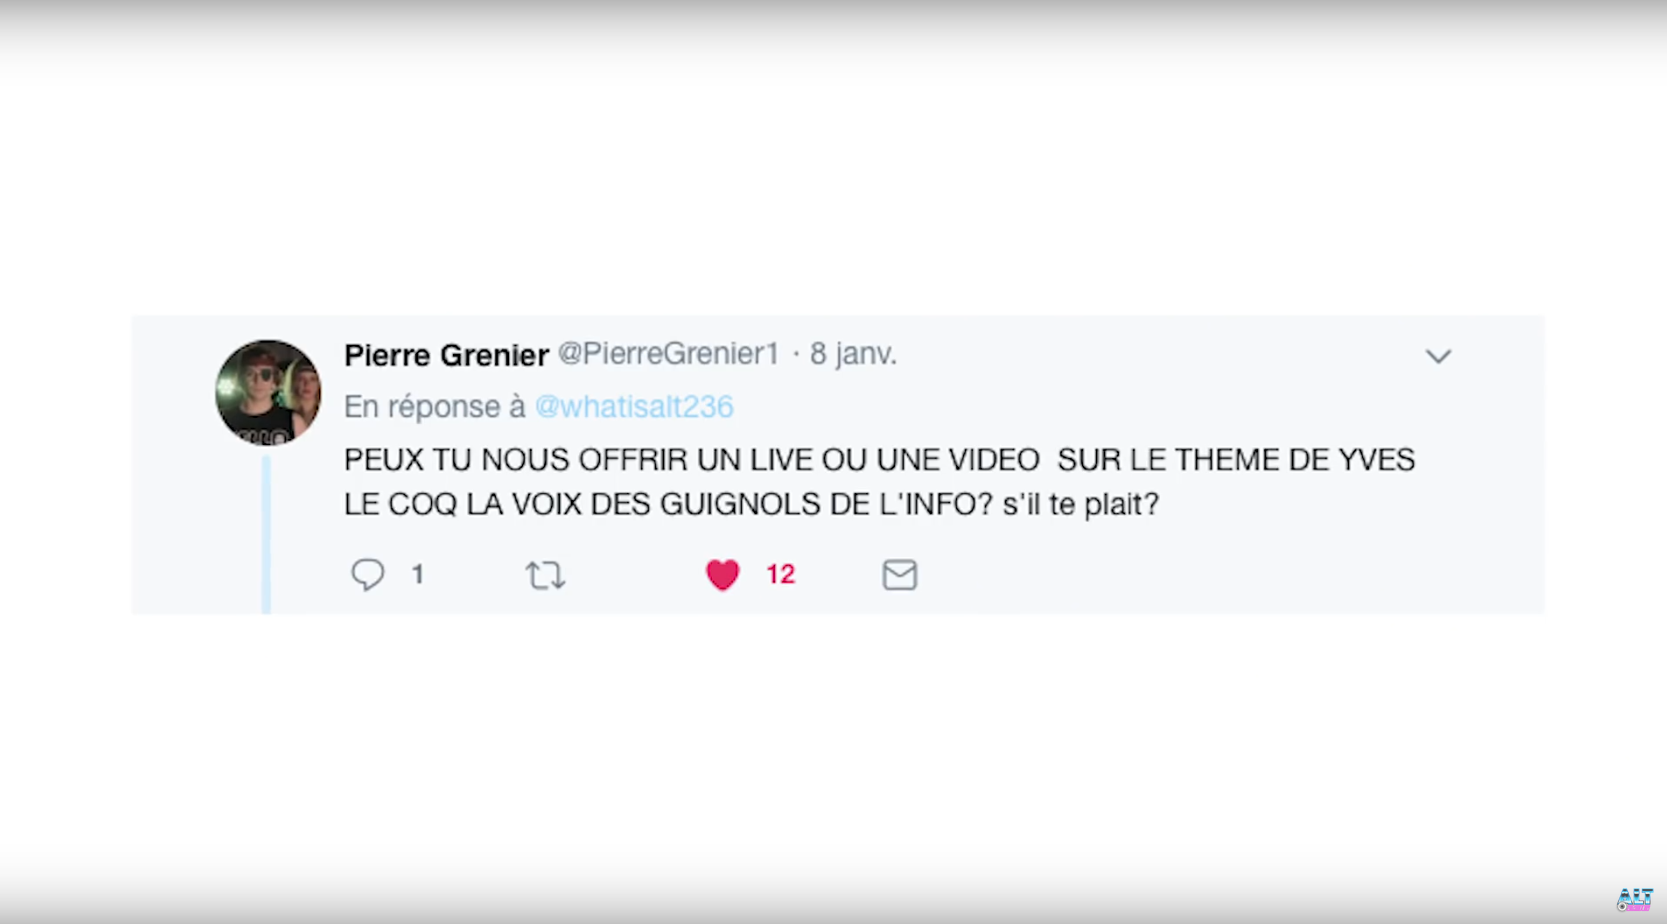 Pierre Grenier @PierreGrenier1 · 8 janv.
En réponse à @whatisalt236
PEUX TU NOUS OFFRIR UN LIVE OU UNE VIDEO  SUR LE THEME DE YVES
LE COQ LA VOIX DES GUIGNOLS DE L'INFO? s'il te plait?
1 12
ALT